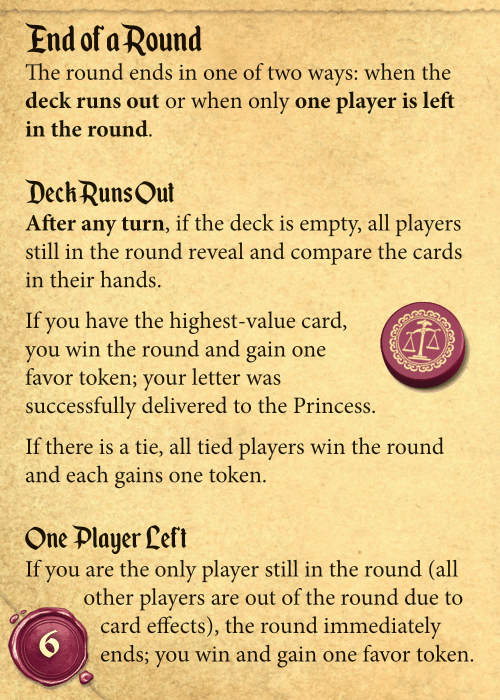 End of a Round
The round ends in one of two ways: when the
deck runs out or when only one player is left
in the round.
Deck Runs Out
After any turn, if the deck is empty, all players
still in the round reveal and compare the cards
in their hands.
If you have the highest-value card,
you win the round and gain one
favor token; your letter was
successfully delivered to the Princess.
If there is a tie, all tied players win the round
and each gains one token.
One Player Left
If you are the only player still in the round (all
other players are out of the round due to
card effects), the round immediately
ends; you win and gain one favor token.
6